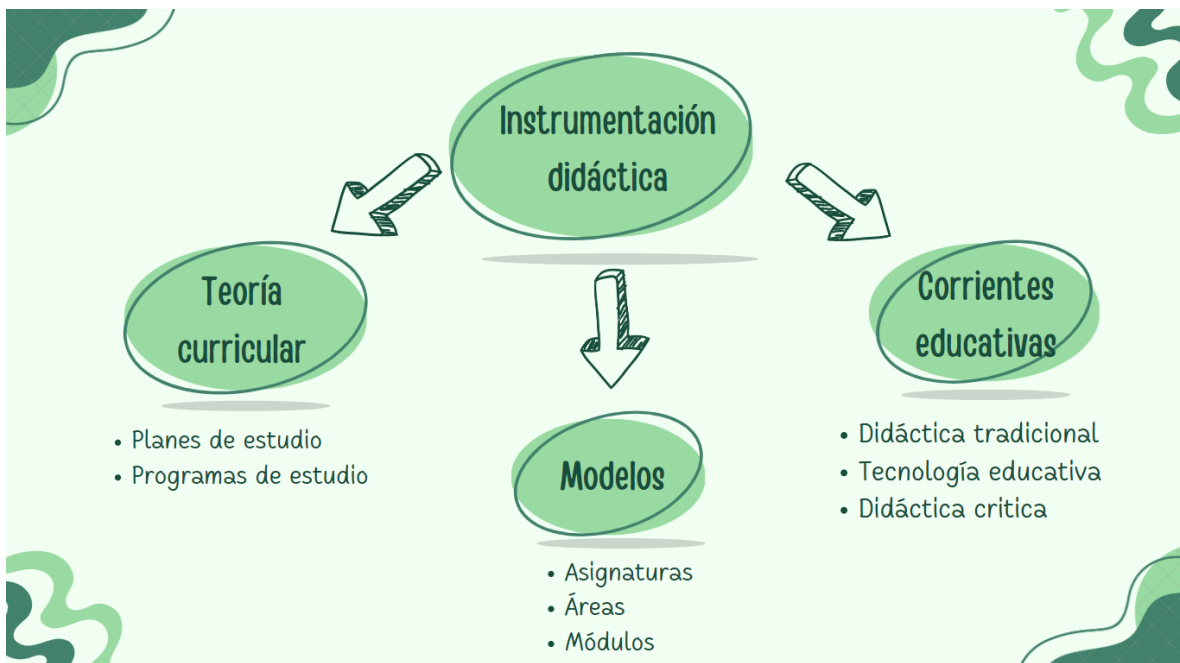 Instrumentación
didáctica
Teoría
curricular
• Planes de estudio
• Programas de estudio
Modelos
• Asignaturas
• Áreas
• Módulos
Corrientes
educativas
• Didáctica tradicional
• Tecnología educativa
• Didáctica critica